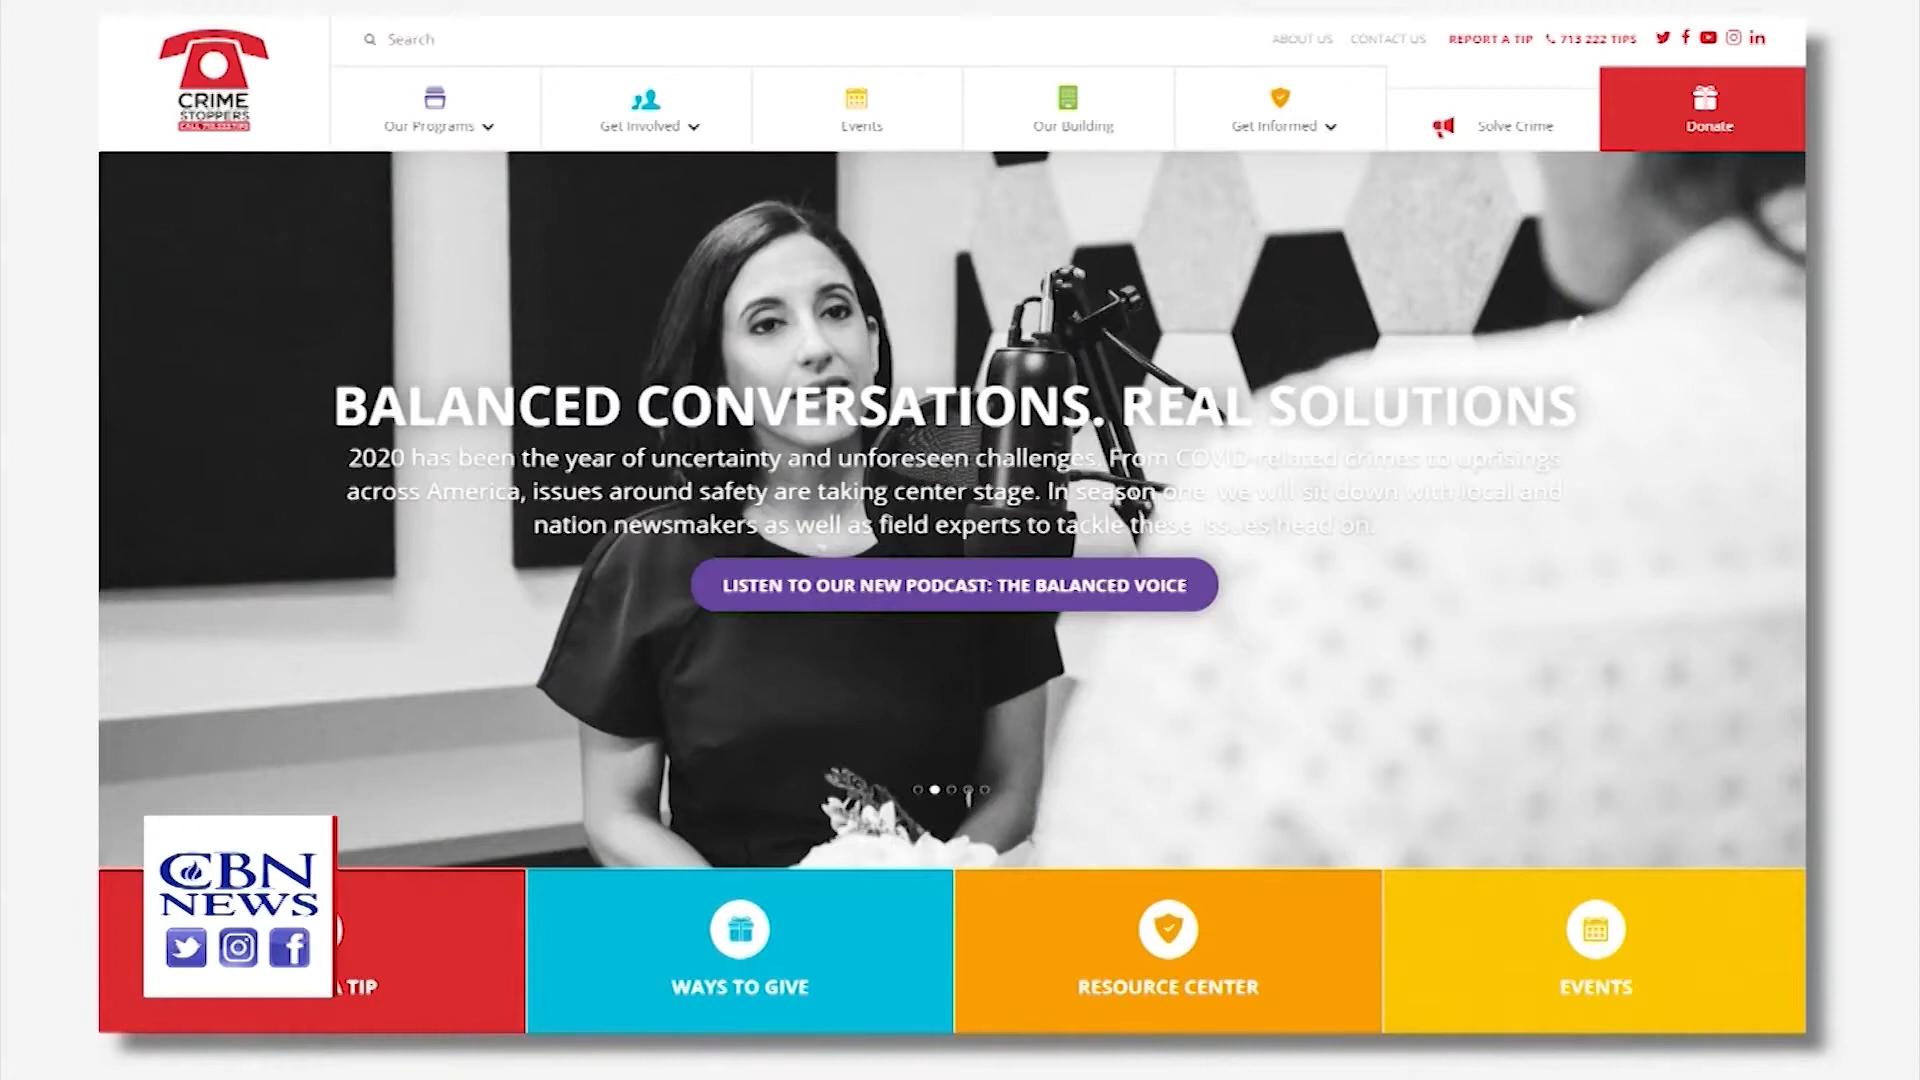 Search
ABOUT US
CONTACT US
REPORT A TIP
713 222 TIPS
CRIME
STOPPERS
CALL 713.222.TIPS
Our Programs
Get Involved
Events
Our Building
Get Informed
Solve Crime
Donate
BALANCED CONVERSATIONS. REAL SOLUTIONS
2020 has been the year of uncertainty and unforeseen challenges. From COVID-related crimes to uprisings
across America, issues around safety are taking center stage. In season one, we will sit down with local and
nation newsmakers as well as field experts to tackle these issues head on.
LISTEN TO OUR NEW PODCAST: THE BALANCED VOICE
CBN
NEWS
A TIP
WAYS TO GIVE
RESOURCE CENTER
EVENTS